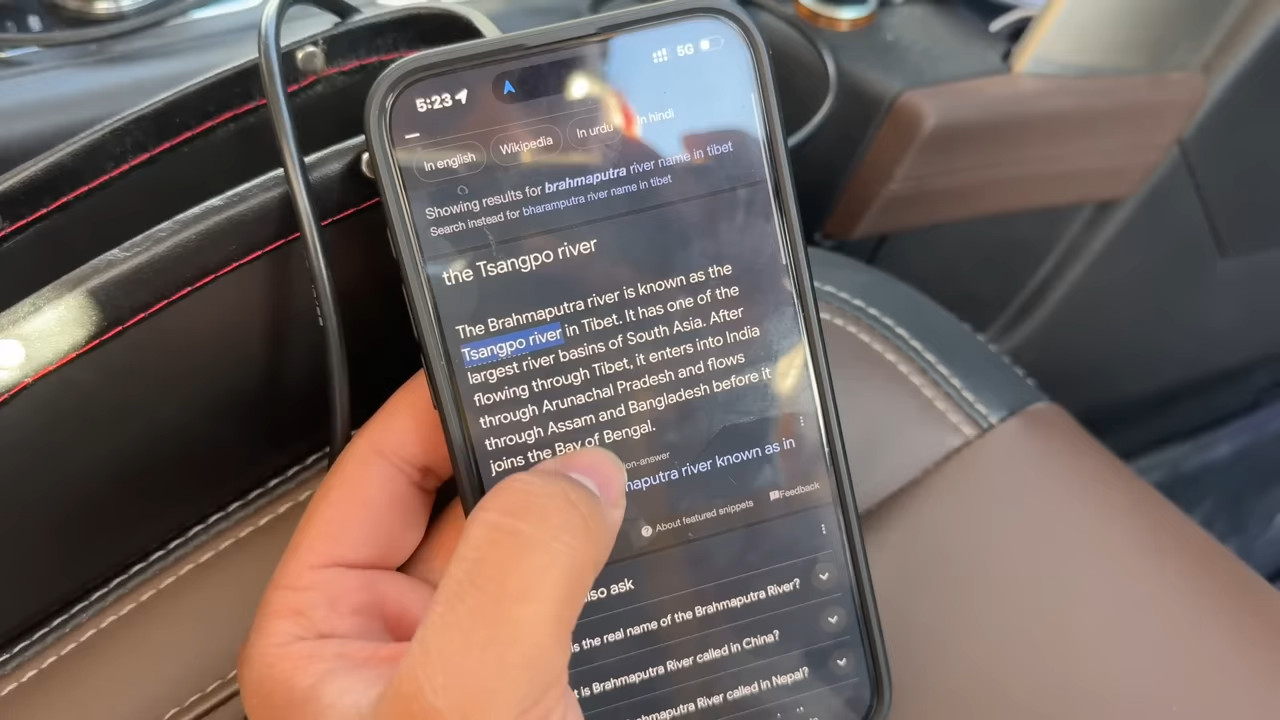 5:23 5G
In english Wikipedia In urdu In hindi
Showing results for brahmaputra river name in tibet
Search instead for bharamputra river name in tibet
the Tsangpo river
The Brahmaputra river is known as the
Tsangpo river in Tibet. It has one of the
largest river basins of South Asia. After
flowing through Tibet, it enters into India
through Arunachal Pradesh and flows
through Assam and Bangladesh before it
joins the Bay of Bengal.
on-answer
maputra river known as in
About featured snippets Feedback
lso ask
is the real name of the Brahmaputra River?
t is Brahmaputra River called in China?
hmaputra River called in Nepal?